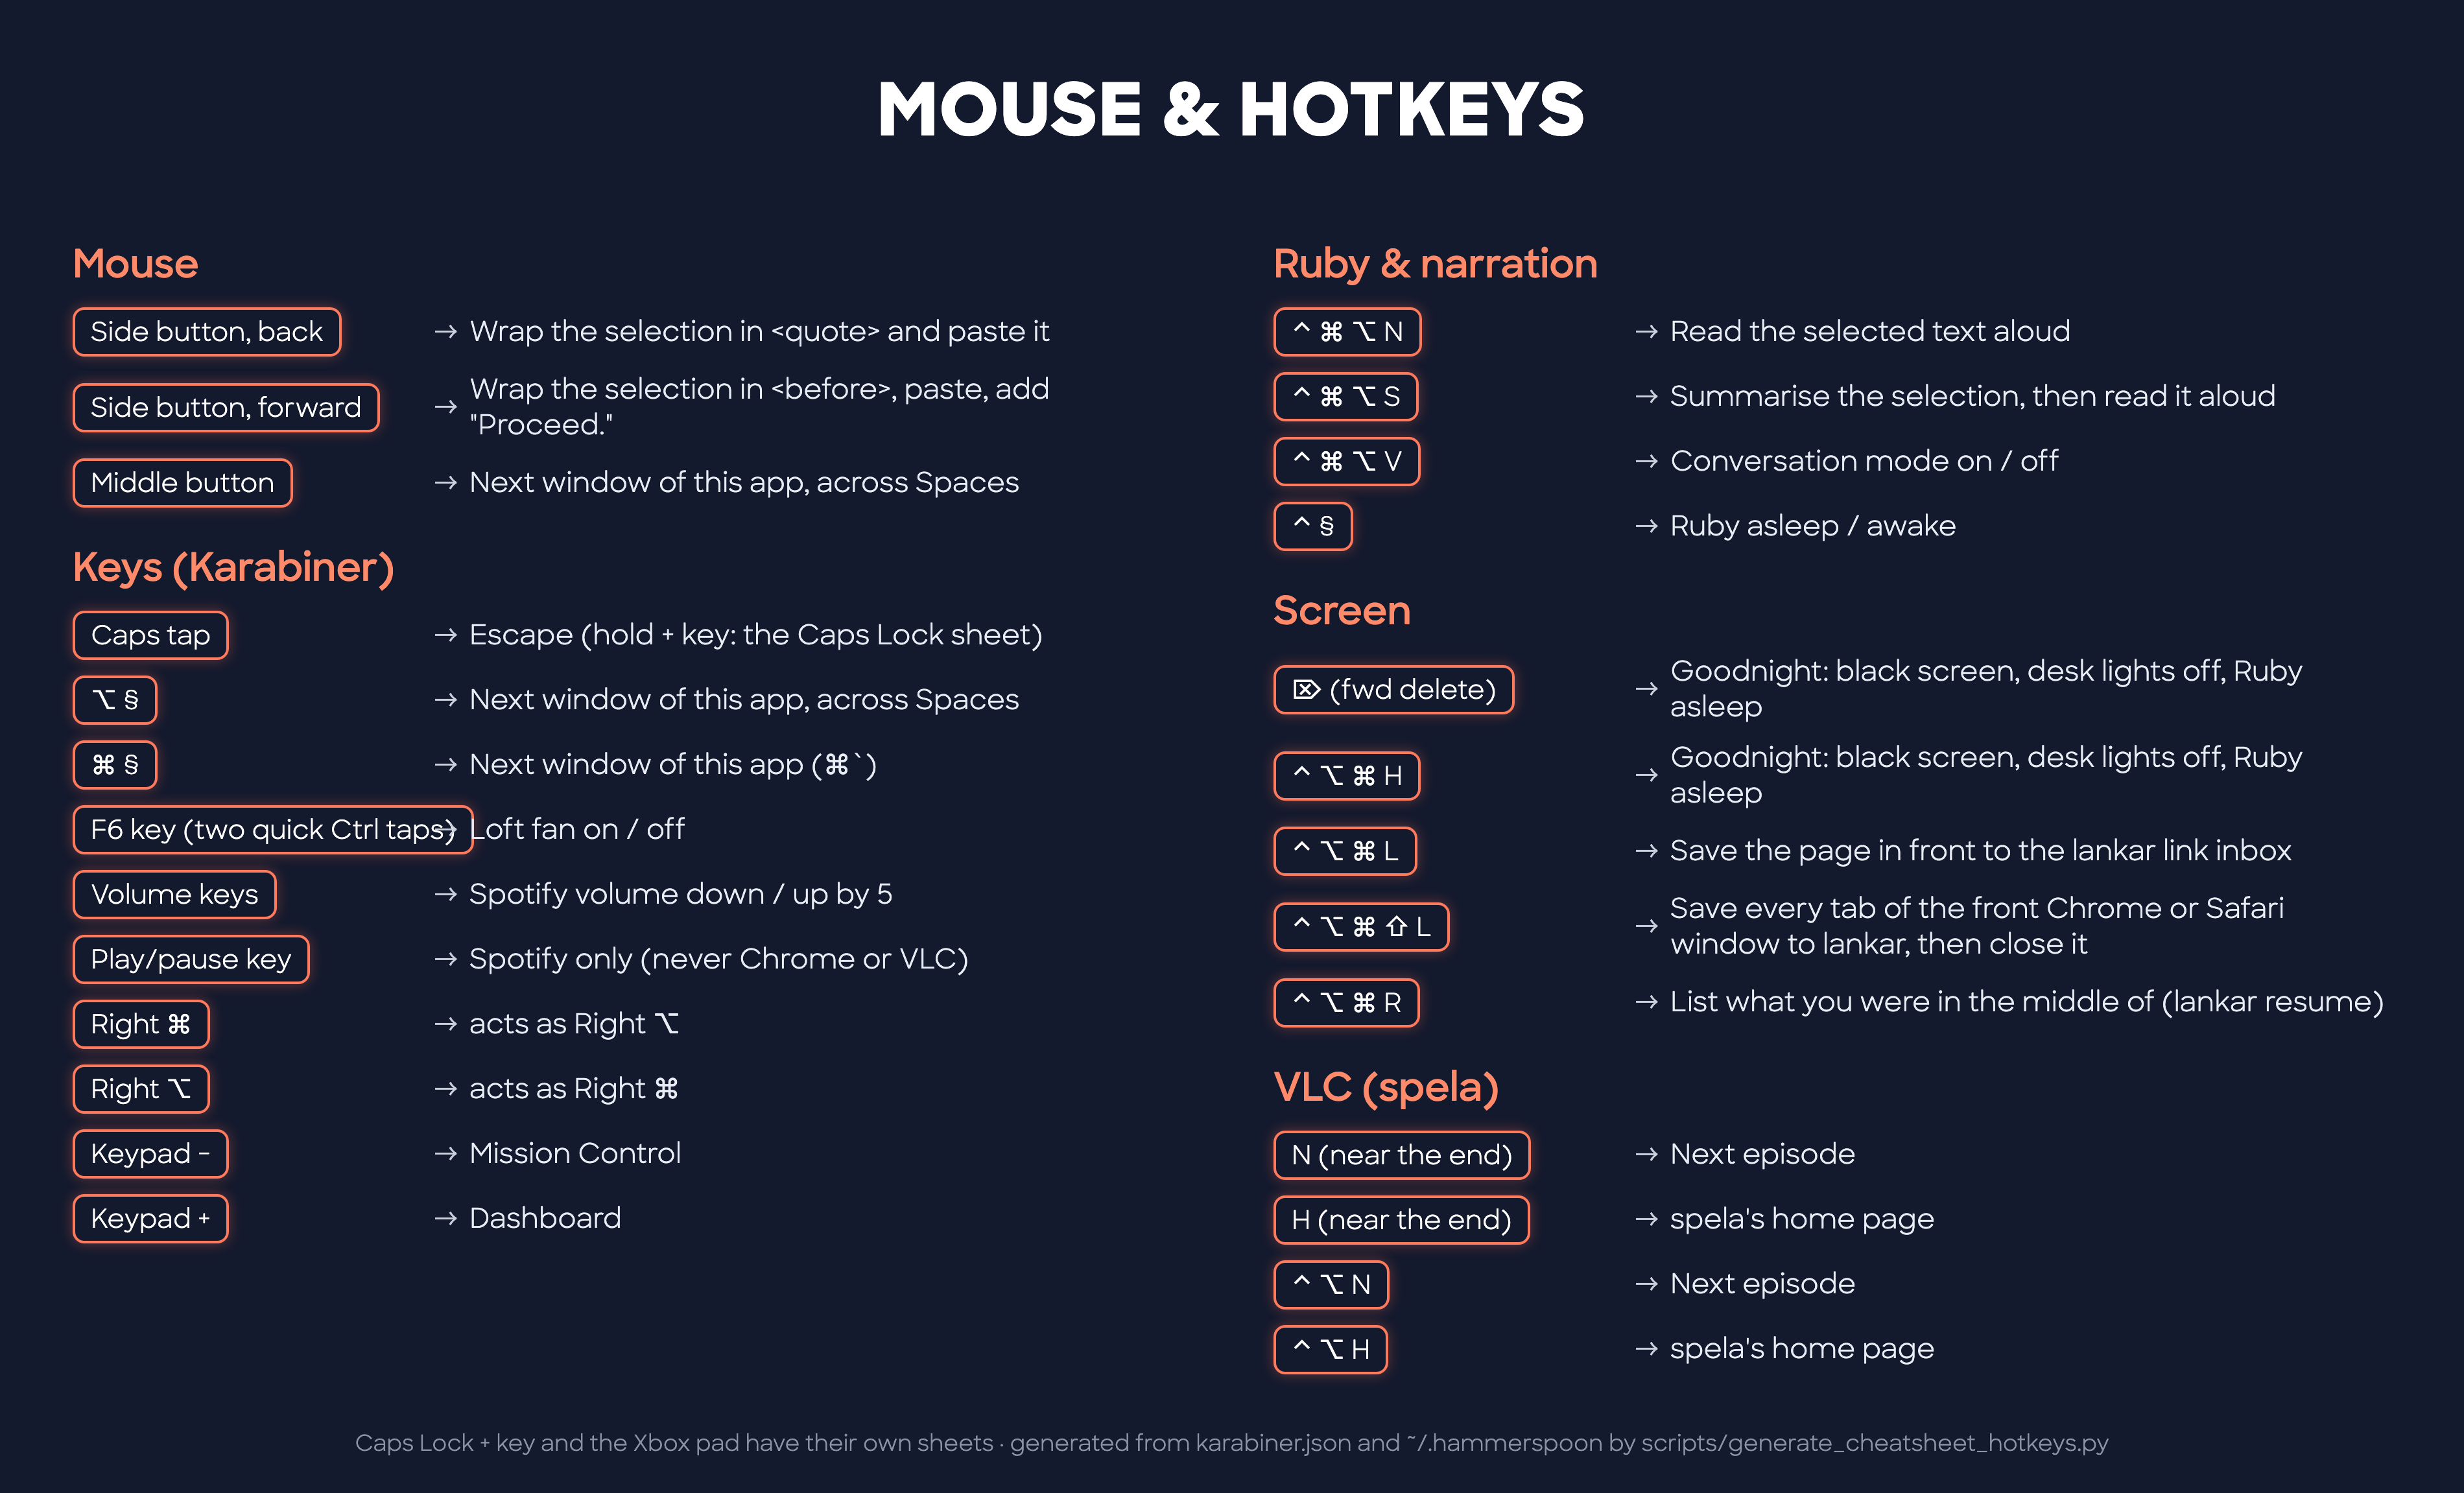 MOUSE & HOTKEYS
Mouse
Side button, back → Wrap the selection in <quote> and paste it
Side button, forward → Wrap the selection in <before>, paste, add
"Proceed."
Middle button → Next window of this app, across Spaces
Keys (Karabiner)
Caps tap → Escape (hold + key: the Caps Lock sheet)
⌥ § → Next window of this app, across Spaces
⌘ § → Next window of this app (⌘`)
F6 key (two quick Ctrl taps) → Loft fan on / off
Volume keys → Spotify volume down / up by 5
Play/pause key → Spotify only (never Chrome or VLC)
Right ⌘ → acts as Right ⌥
Right ⌥ → acts as Right ⌘
Keypad − → Mission Control
Keypad + → Dashboard
Ruby & narration
⌃ ⌘ ⌥ N → Read the selected text aloud
⌃ ⌘ ⌥ S → Summarise the selection, then read it aloud
⌃ ⌘ ⌥ V → Conversation mode on / off
⌃ § → Ruby asleep / awake
Screen
⌦ (fwd delete) → Goodnight: black screen, desk lights off, Ruby
asleep
⌃ ⌥ ⌘ H → Goodnight: black screen, desk lights off, Ruby
asleep
⌃ ⌥ ⌘ L → Save the page in front to the lankar link inbox
⌃ ⌥ ⌘ ⇧ L → Save every tab of the front Chrome or Safari
window to lankar, then close it
⌃ ⌥ ⌘ R → List what you were in the middle of (lankar resume)
VLC (spela)
N (near the end) → Next episode
H (near the end) → spela's home page
⌃ ⌥ N → Next episode
⌃ ⌥ H → spela's home page
Caps Lock + key and the Xbox pad have their own sheets · generated from karabiner.json and ~/.hammerspoon by scripts/generate_cheatsheet_hotkeys.py